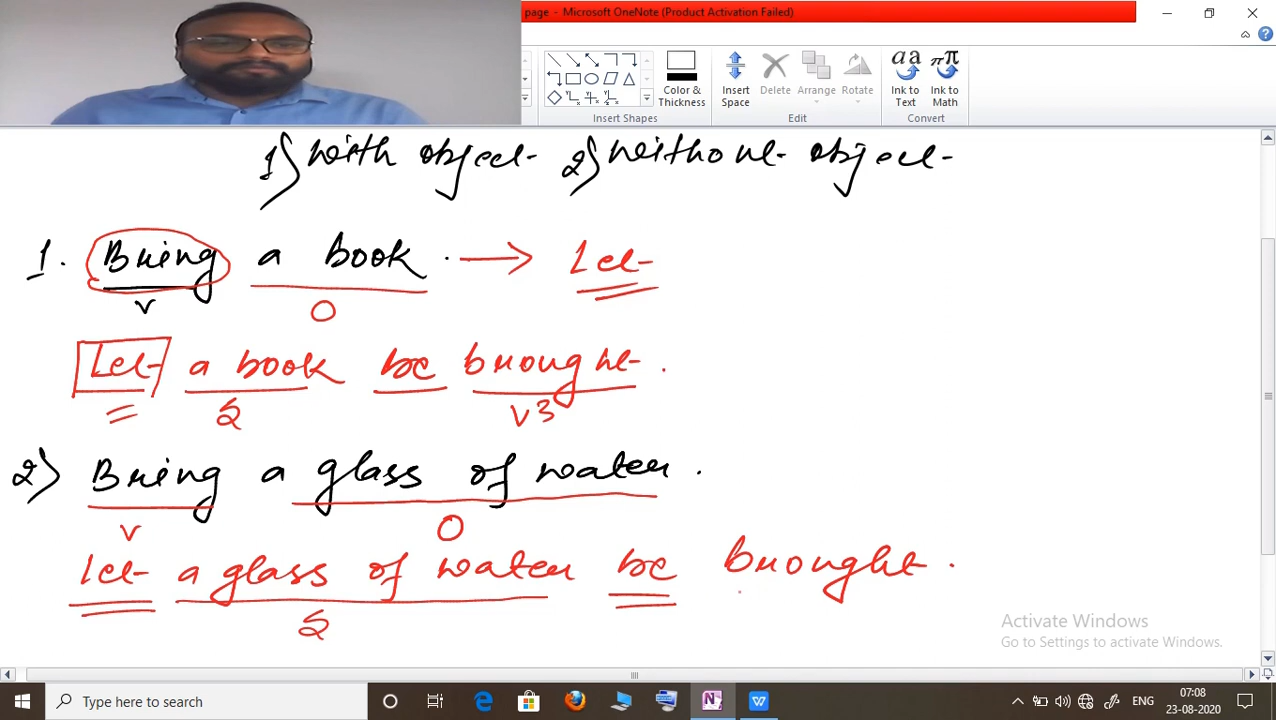 page - Microsoft OneNote (Product Activation Failed)
Color & Thickness
Insert Space
Delete
Arrange
Rotate
Ink to Text
Ink to Math
Insert Shapes
Edit
Convert
1) with object 2) without object
1. Bring a book. → Let
V O
Let a book be brought.
S V3
2) Bring a glass of water.
V O
Let a glass of water be brought.
S
Activate Windows
Go to Settings to activate Windows.
Type here to search
ENG
07:08
23-08-2020